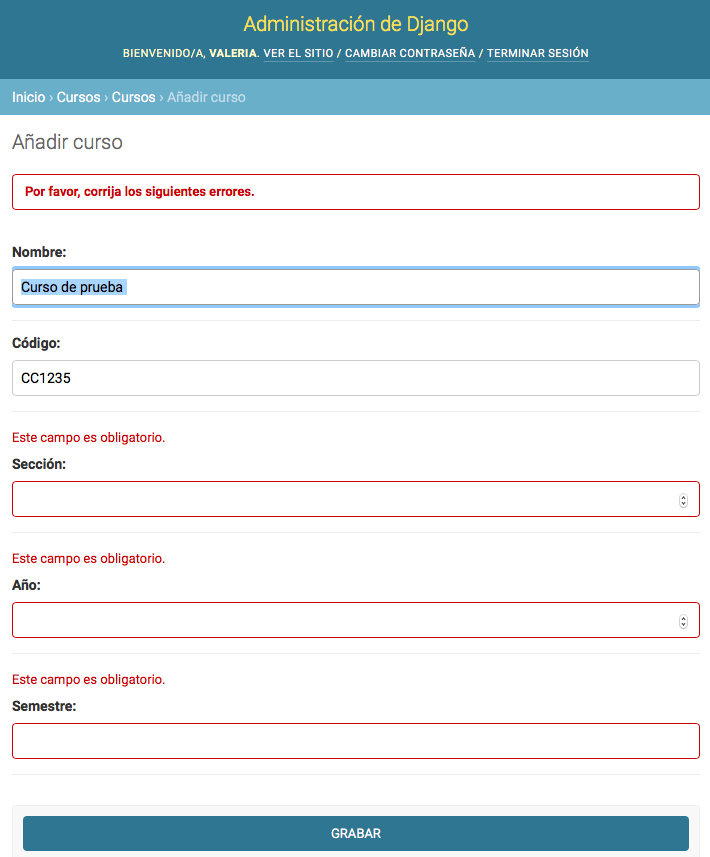 Administración de Django
BIENVENIDO/A, VALERIA. VER EL SITIO / CAMBIAR CONTRASEÑA / TERMINAR SESIÓN
Inicio › Cursos › Cursos › Añadir curso
Añadir curso
Por favor, corrija los siguientes errores.
Nombre:
Curso de prueba
Código:
CC1235
Este campo es obligatorio.
Sección:
Este campo es obligatorio.
Año:
Este campo es obligatorio.
Semestre:
GRABAR